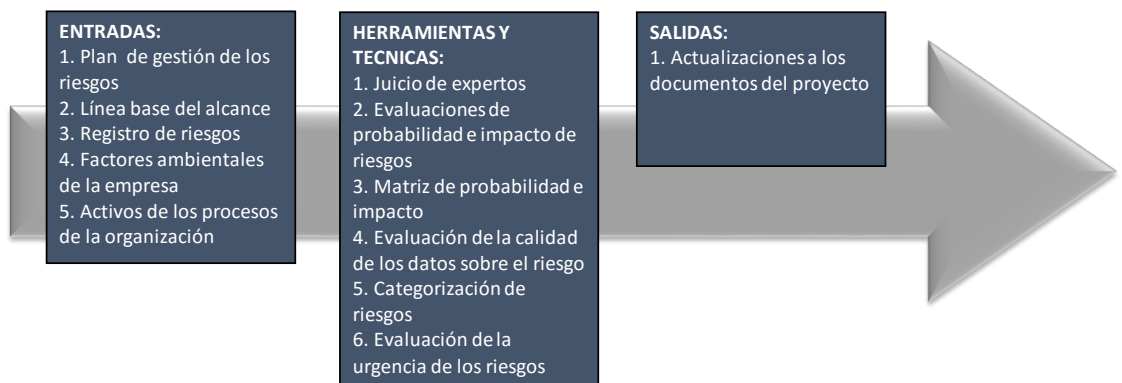 ENTRADAS:
1. Plan de gestión de los
riesgos
2. Línea base del alcance
3. Registro de riesgos
4. Factores ambientales
de la empresa
5. Activos de los procesos
de la organización
HERRAMIENTAS Y
TECNICAS:
1. Juicio de expertos
2. Evaluaciones de
probabilidad e impacto de
riesgos
3. Matriz de probabilidad e
impacto
4. Evaluación de la calidad
de los datos sobre el riesgo
5. Categorización de
riesgos
6. Evaluación de la
urgencia de los riesgos
SALIDAS:
1. Actualizaciones a los
documentos del proyecto